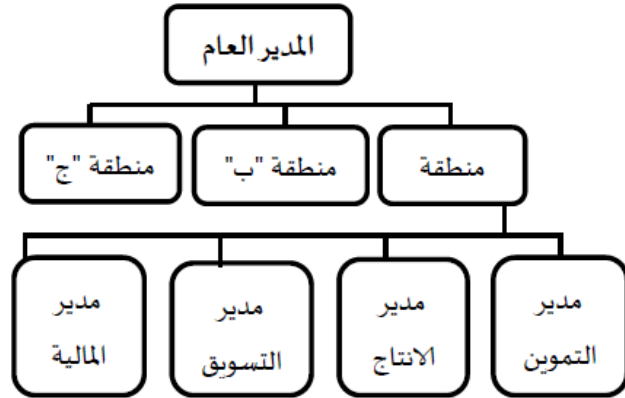 المدير العام
منطقة
منطقة "ب"
منطقة "ج"
مدير
التموين
مدير
الانتاج
مدير
التسويق
مدير
المالية